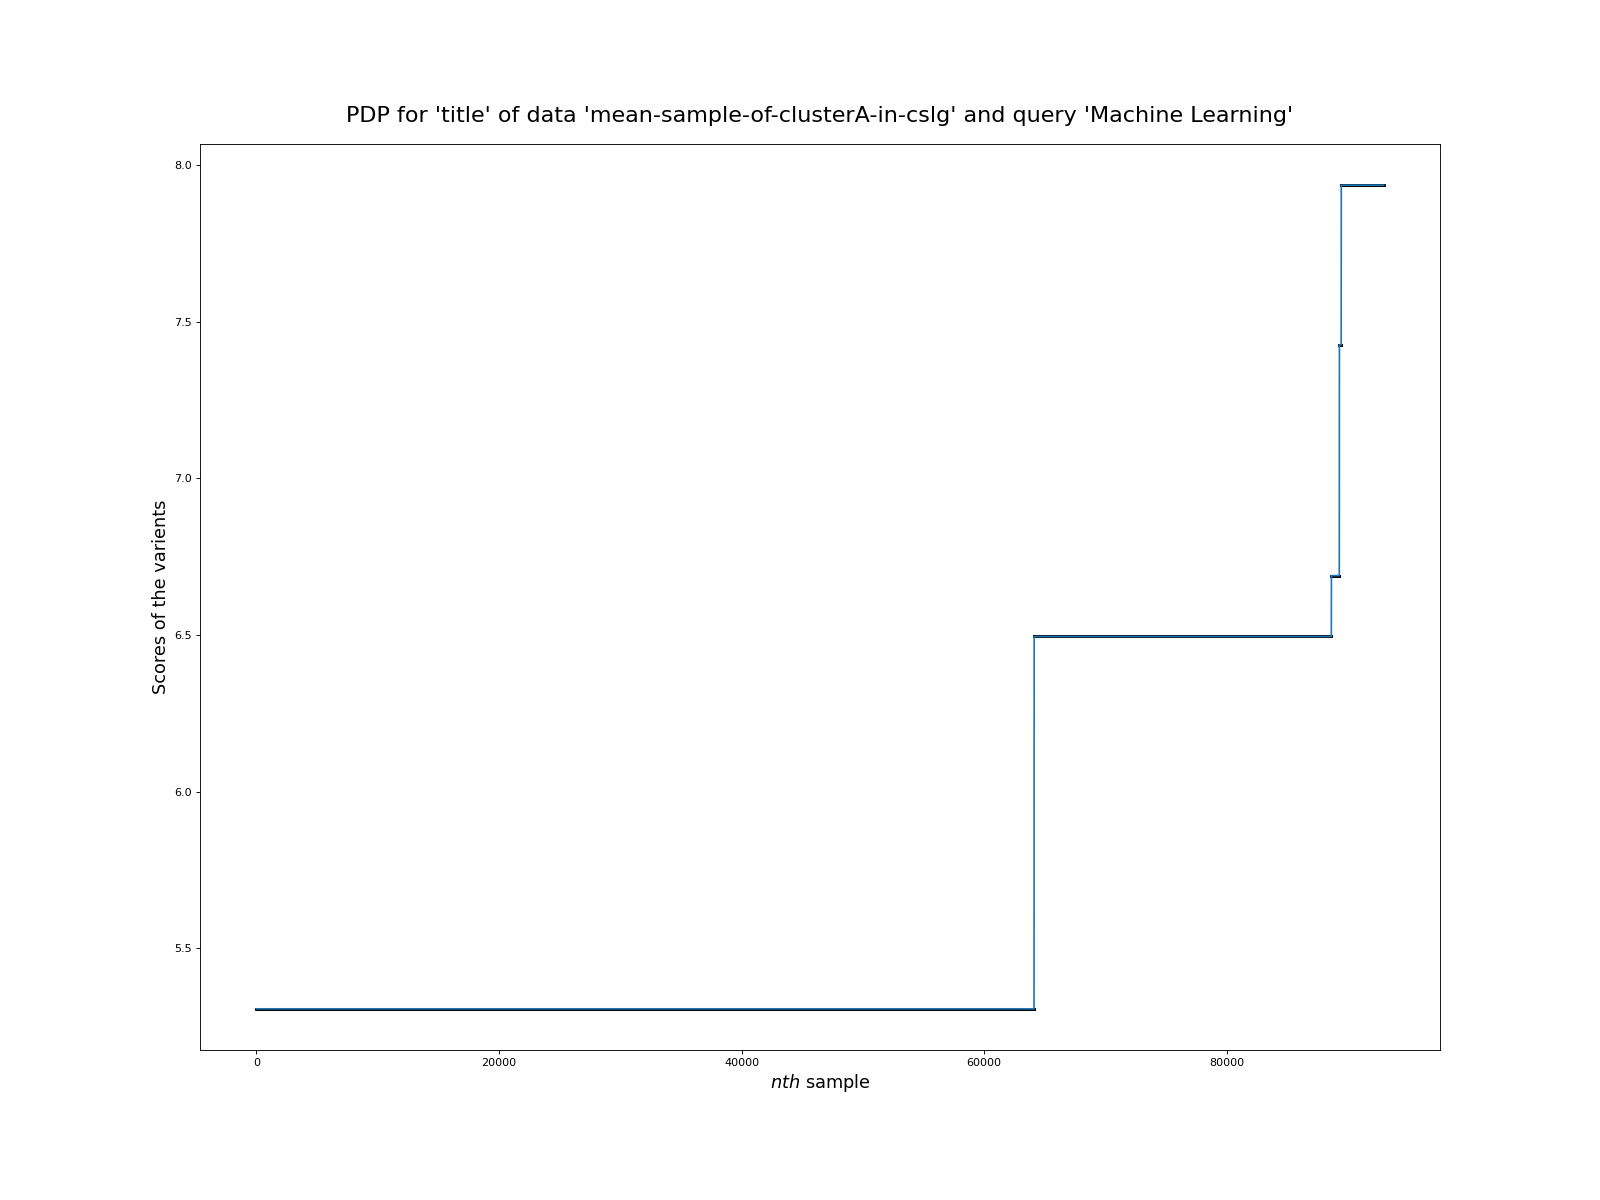 PDP for 'title' of data 'mean-sample-of-clusterA-in-cslg' and query 'Machine Learning'
8.0
7.5
7.0
6.5
6.0
5.5
Scores of the varients
0 20000 40000 60000 80000
nth sample